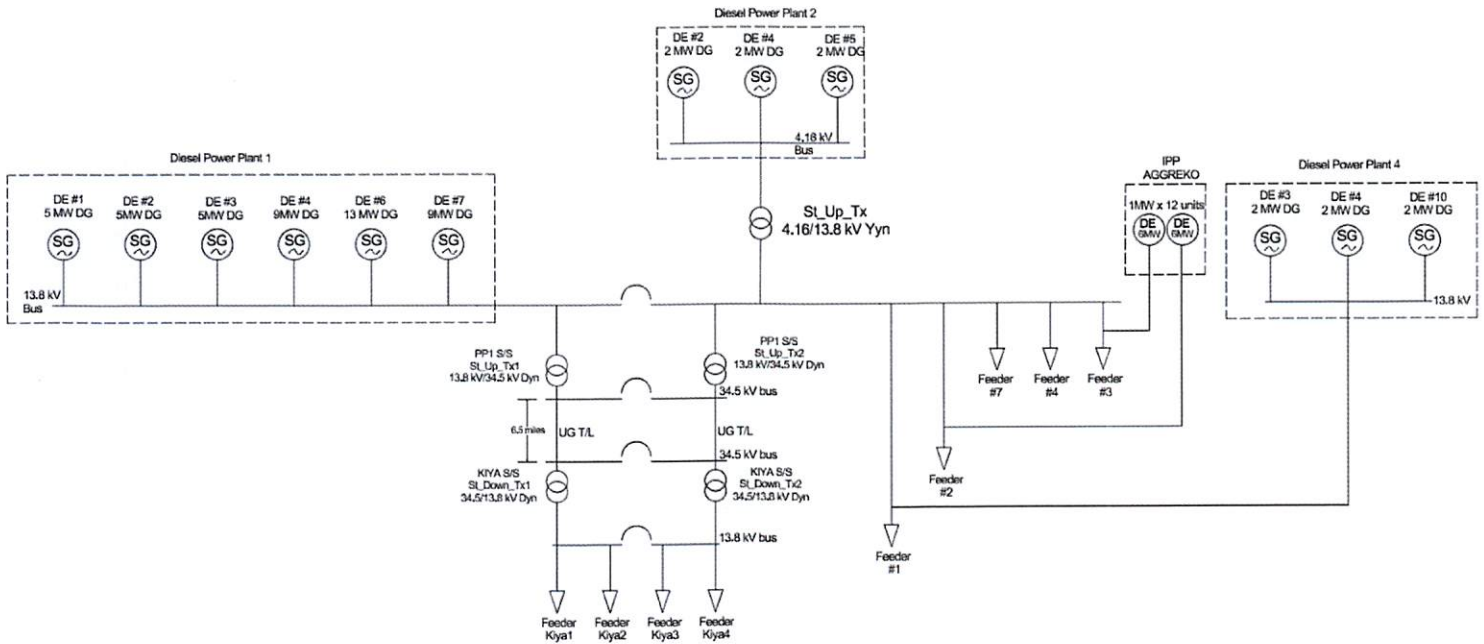 Diesel Power Plant 2
DE #2
2 MW DG
DE #4
2 MW DG
DE #5
2 MW DG
SG
SG
SG
4.16 kV
Bus
Diesel Power Plant 1
DE #1
5 MW DG
DE #2
5MW DG
DE #3
5MW DG
DE #4
9MW DG
DE #6
13 MW DG
DE #7
9MW DG
SG
SG
SG
SG
SG
SG
13.8 kV
Bus
St_Up_Tx
4.16/13.8 kV Yyn
IPP
AGGREKO
1MW x 12 units
DE
6MW
DE
6MW
Diesel Power Plant 4
DE #3
2 MW DG
DE #4
2 MW DG
DE #10
2 MW DG
SG
SG
SG
13.8 kV
PP1 S/S
St_Up_Tx1
13.8 kV/34.5 kV Dyn
PP1 S/S
St_Up_Tx2
13.8 kV/34.5 kV Dyn
34.5 kV bus
6.5 miles
UG T/L
UG T/L
34.5 kV bus
KIYA S/S
St_Down_Tx1
34.5/13.8 kV Dyn
KIYA S/S
St_Down_Tx2
34.5/13.8 kV Dyn
13.8 kV bus
Feeder
Kiya1
Feeder
Kiya2
Feeder
Kiya3
Feeder
Kiya4
Feeder
#7
Feeder
#4
Feeder
#3
Feeder
#2
Feeder
#1